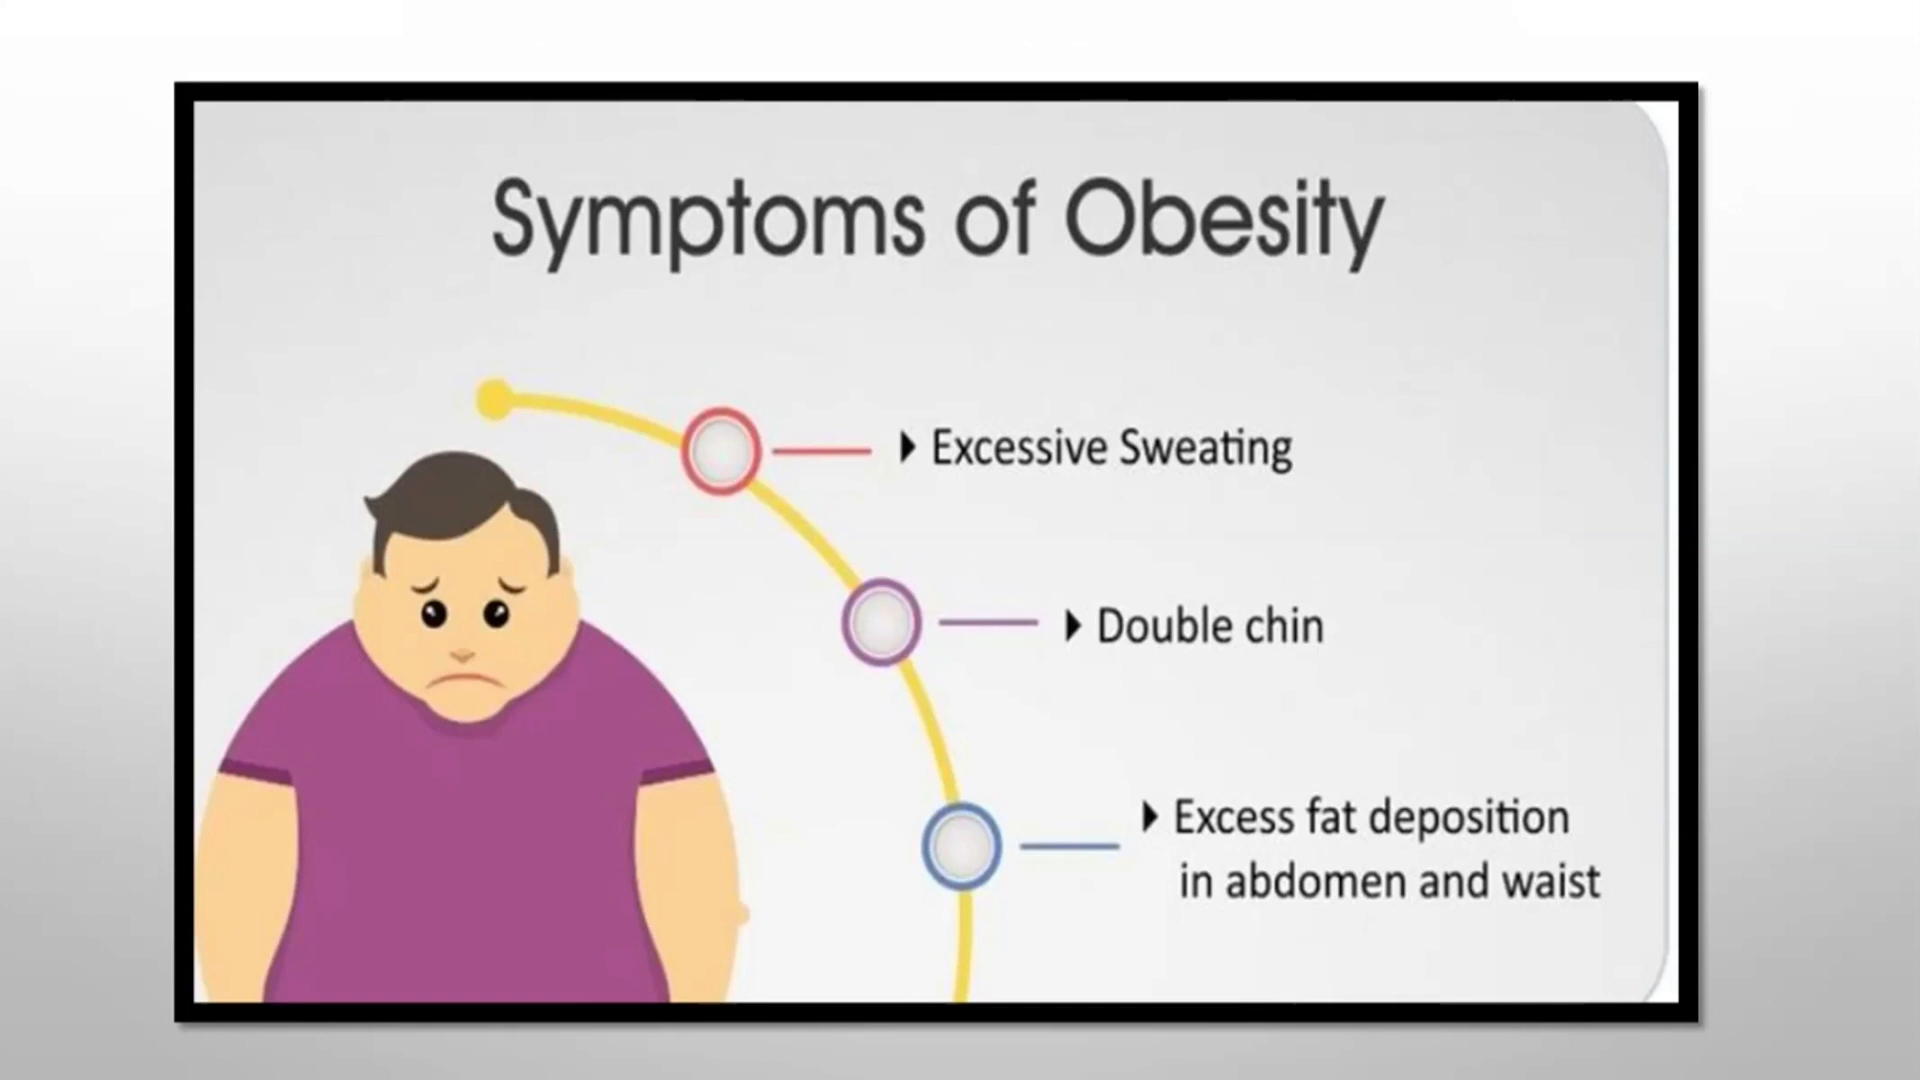 Symptoms of Obesity
Excessive Sweating
Double chin
Excess fat deposition
in abdomen and waist